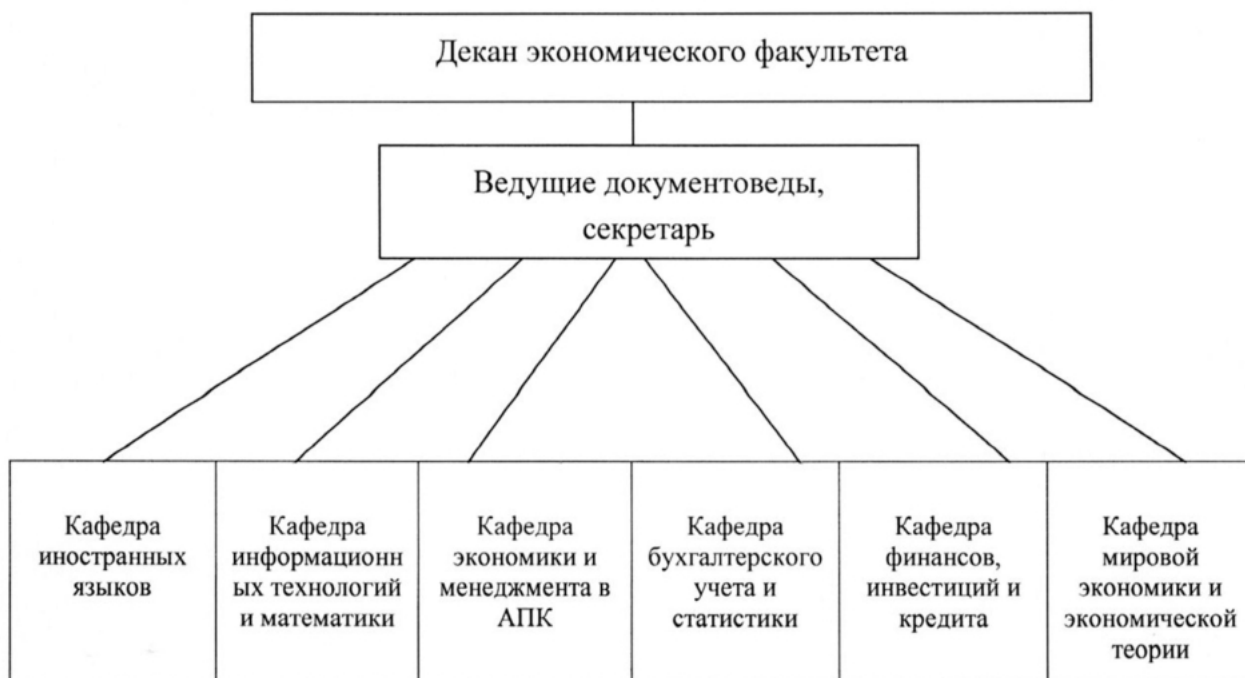 Декан экономического факультета
Ведущие документоведы,
секретарь
Кафедра
иностранных
языков
Кафедра
информационн
ых технологий
и математики
Кафедра
экономики и
менеджмента в
АПК
Кафедра
бухгалтерского
учета и
статистики
Кафедра
финансов,
инвестиций и
кредита
Кафедра
мировой
экономики и
экономической
теории